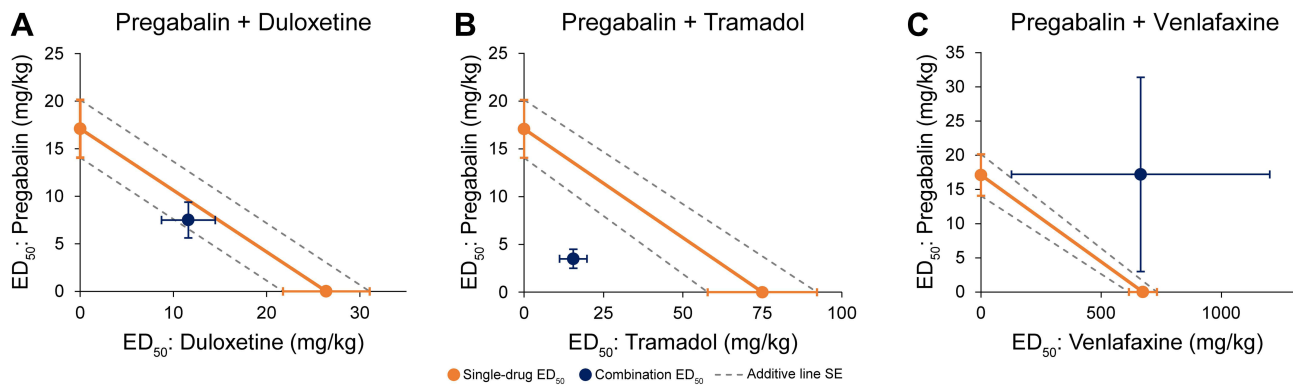 A
Pregabalin + Duloxetine
ED50: Pregabalin (mg/kg)
25
20
15
10
5
0
0
10
20
30
ED50: Duloxetine (mg/kg)
B
Pregabalin + Tramadol
ED50: Pregabalin (mg/kg)
25
20
15
10
5
0
0
25
50
75
100
ED50: Tramadol (mg/kg)
C
Pregabalin + Venlafaxine
ED50: Pregabalin (mg/kg)
35
30
25
20
15
10
5
0
0
500
1000
ED50: Venlafaxine (mg/kg)
Single-drug ED50 Combination ED50 Additive line SE